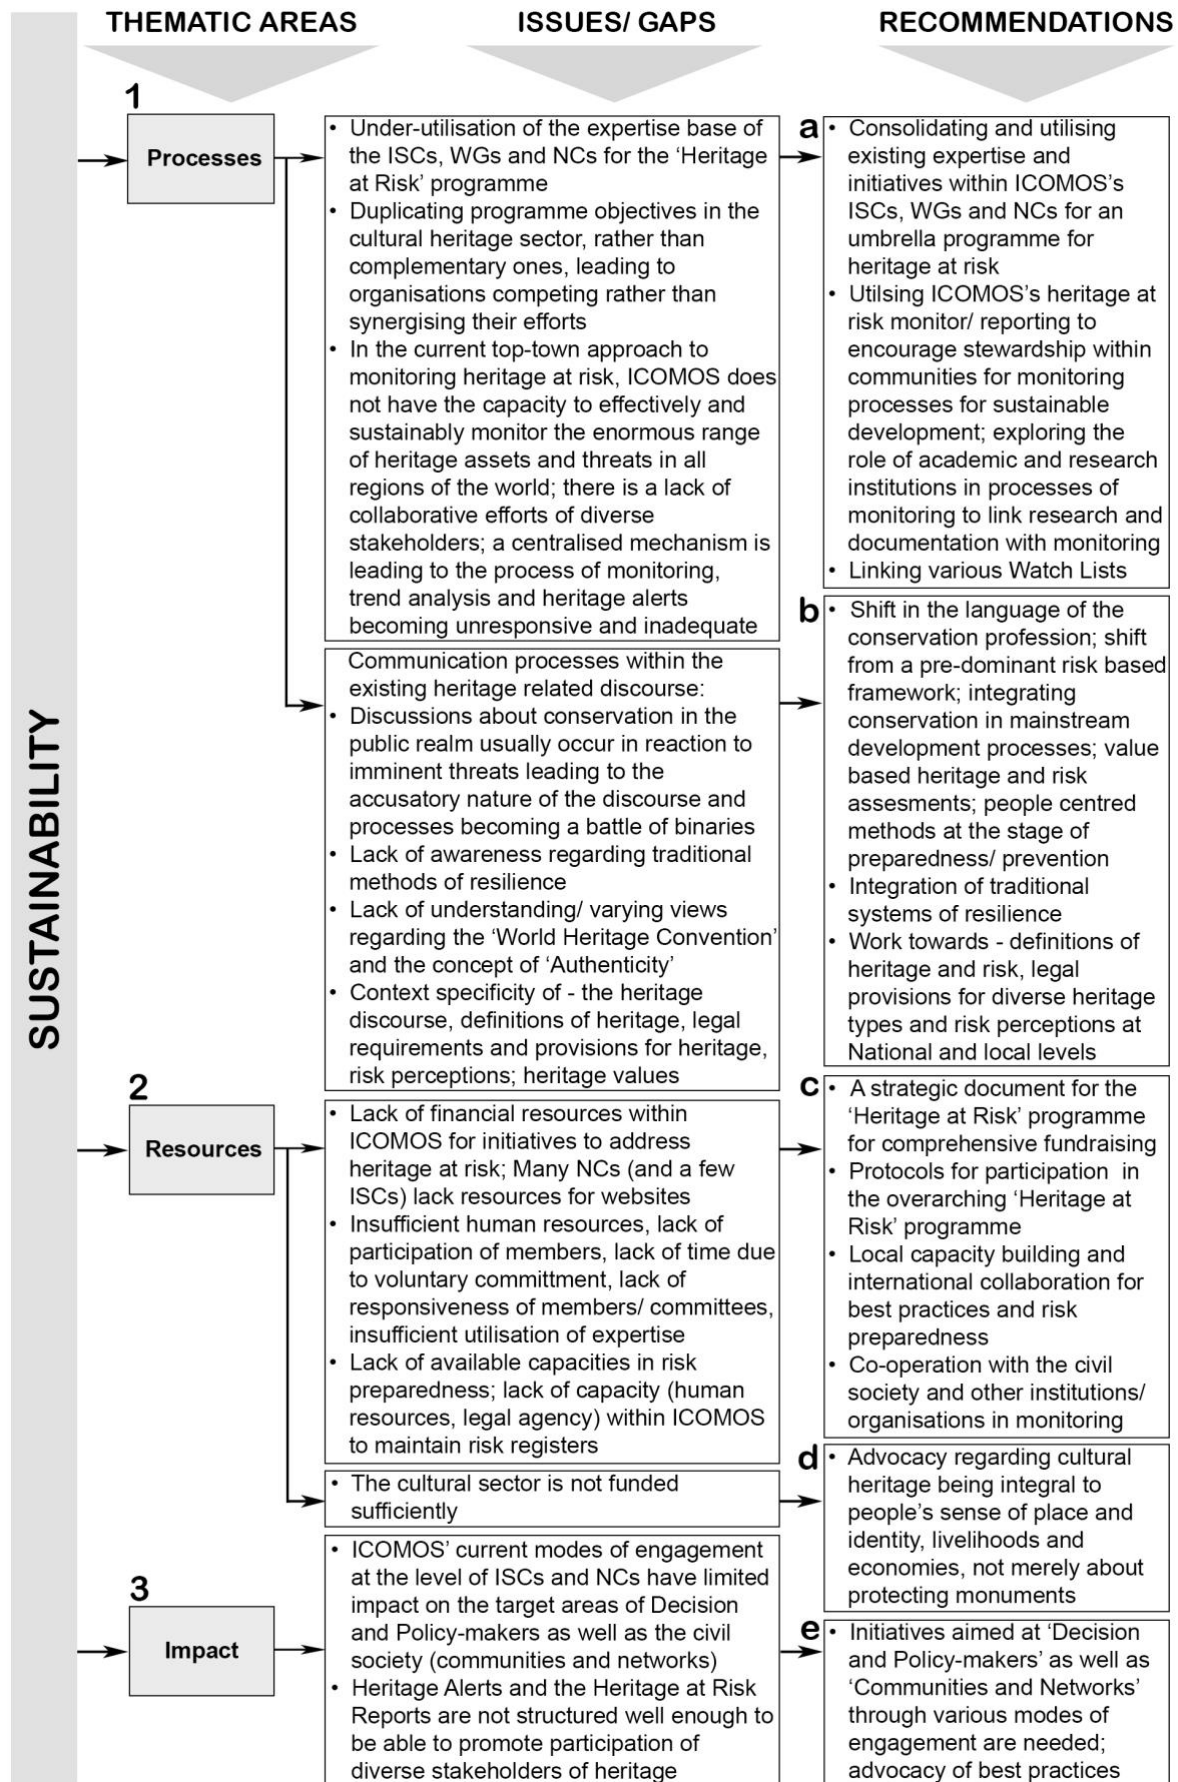 THEMATIC AREAS
ISSUES/ GAPS
RECOMMENDATIONS
SUSTAINABILITY
1
Processes
• Under-utilisation of the expertise base of
the ISCs, WGs and NCs for the ‘Heritage
at Risk’ programme
• Duplicating programme objectives in the
cultural heritage sector, rather than
complementary ones, leading to
organisations competing rather than
synergising their efforts
• In the current top-town approach to
monitoring heritage at risk, ICOMOS does
not have the capacity to effectively and
sustainably monitor the enormous range
of heritage assets and threats in all
regions of the world; there is a lack of
collaborative efforts of diverse
stakeholders; a centralised mechanism is
leading to the process of monitoring,
trend analysis and heritage alerts
becoming unresponsive and inadequate
a
• Consolidating and utilising
existing expertise and
initiatives within ICOMOS’s
ISCs, WGs and NCs for an
umbrella programme for
heritage at risk
• Utilsing ICOMOS’s heritage at
risk monitor/ reporting to
encourage stewardship within
communities for monitoring
processes for sustainable
development; exploring the
role of academic and research
institutions in processes of
monitoring to link research and
documentation with monitoring
• Linking various Watch Lists
Communication processes within the
existing heritage related discourse:
• Discussions about conservation in the
public realm usually occur in reaction to
imminent threats leading to the
accusatory nature of the discourse and
processes becoming a battle of binaries
• Lack of awareness regarding traditional
methods of resilience
• Lack of understanding/ varying views
regarding the ‘World Heritage Convention’
and the concept of ‘Authenticity’
• Context specificity of - the heritage
discourse, definitions of heritage, legal
requirements and provisions for heritage,
risk perceptions; heritage values
b
• Shift in the language of the
conservation profession; shift
from a pre-dominant risk based
framework; integrating
conservation in mainstream
development processes; value
based heritage and risk
assesments; people centred
methods at the stage of
preparedness/ prevention
• Integration of traditional
systems of resilience
• Work towards - definitions of
heritage and risk, legal
provisions for diverse heritage
types and risk perceptions at
National and local levels
2
Resources
• Lack of financial resources within
ICOMOS for initiatives to address
heritage at risk; Many NCs (and a few
ISCs) lack resources for websites
• Insufficient human resources, lack of
participation of members, lack of time due
to voluntary committment, lack of
responsiveness of members/ committees,
insufficient utilisation of expertise
• Lack of available capacities in risk
preparedness; lack of capacity (human
resources, legal agency) within ICOMOS
to maintain risk registers
c
• A strategic document for the
‘Heritage at Risk’ programme
for comprehensive fundraising
• Protocols for participation in
the overarching ‘Heritage at
Risk’ programme
• Local capacity building and
international collaboration for
best practices and risk
preparedness
• Co-operation with the civil
society and other institutions/
organisations in monitoring
• The cultural sector is not funded
sufficiently
d
• Advocacy regarding cultural
heritage being integral to
people’s sense of place and
identity, livelihoods and
economies, not merely about
protecting monuments
3
Impact
• ICOMOS’ current modes of engagement
at the level of ISCs and NCs have limited
impact on the target areas of Decision
and Policy-makers as well as the civil
society (communities and networks)
• Heritage Alerts and the Heritage at Risk
Reports are not structured well enough to
be able to promote participation of
diverse stakeholders of heritage
e
• Initiatives aimed at ‘Decision
and Policy-makers’ as well as
‘Communities and Networks’
through various modes of
engagement are needed;
advocacy of best practices